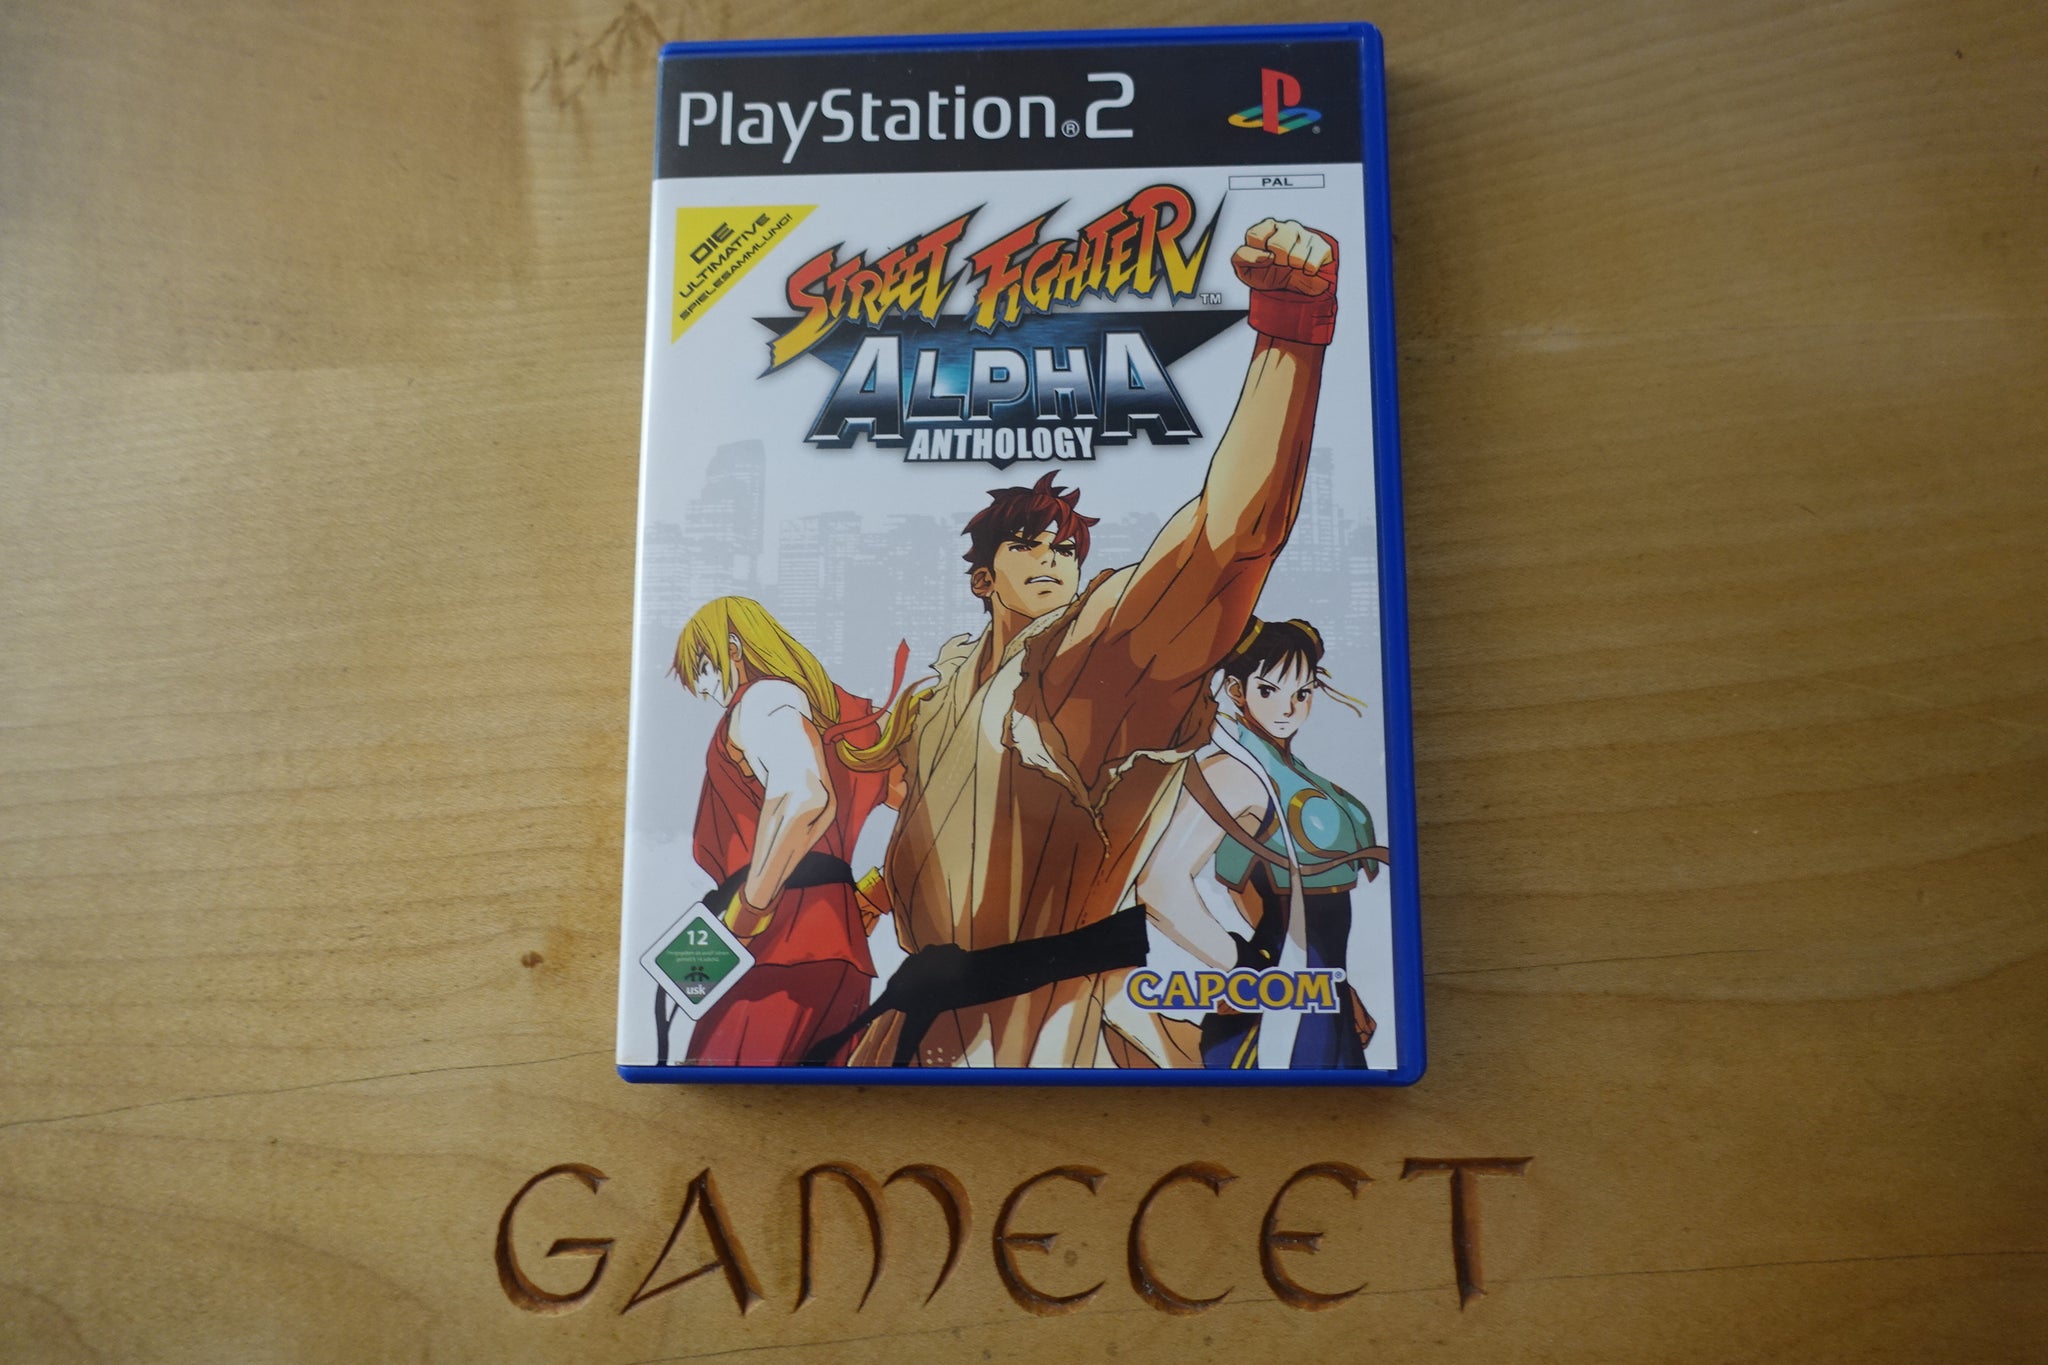 PlayStation®2
PAL
DIE
ULTIMATIVE
SPIELESAMMLUNG!
STREET FIGHTER™
ALPHA
ANTHOLOGY
12
usk
CAPCOM®
GAMECET